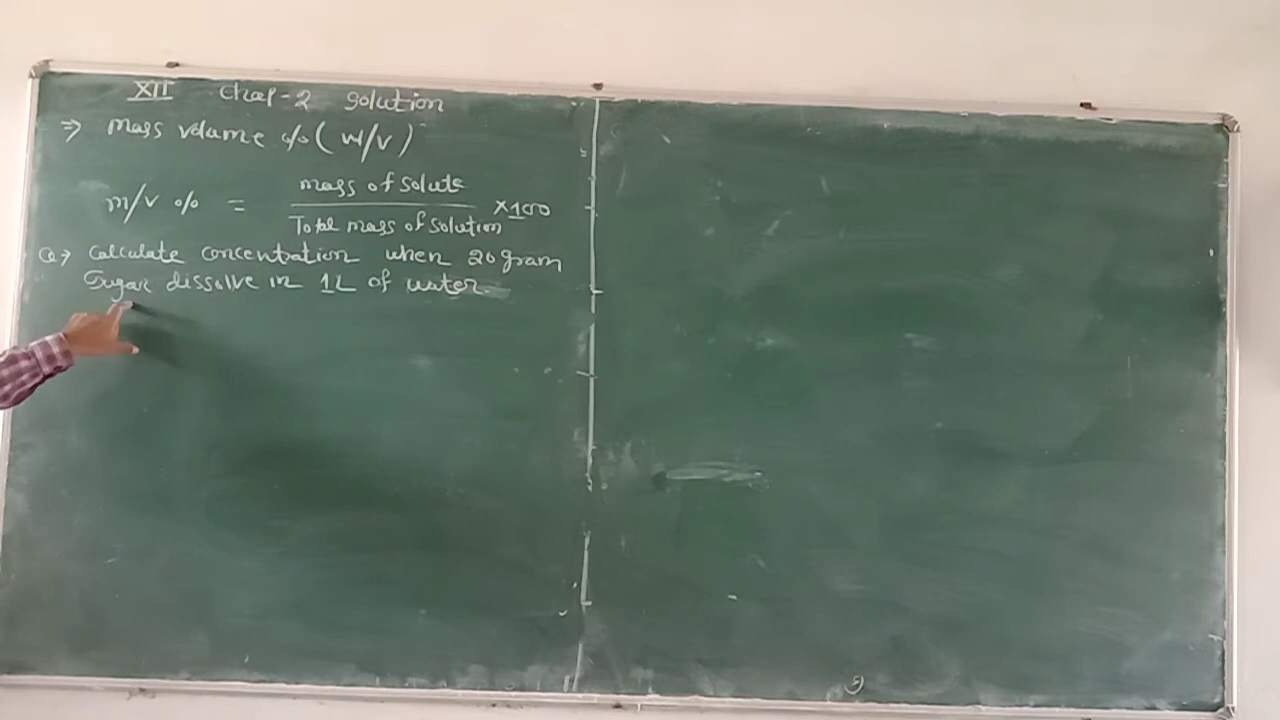 XII Chap-2 Solution
⇒ Mass volume % (W/V)
m/v % = mass of Solute
Total mass of Solution ×100
Q⇒ Calculate concentration when 20 gram
Sugar dissolve in 1L of water.